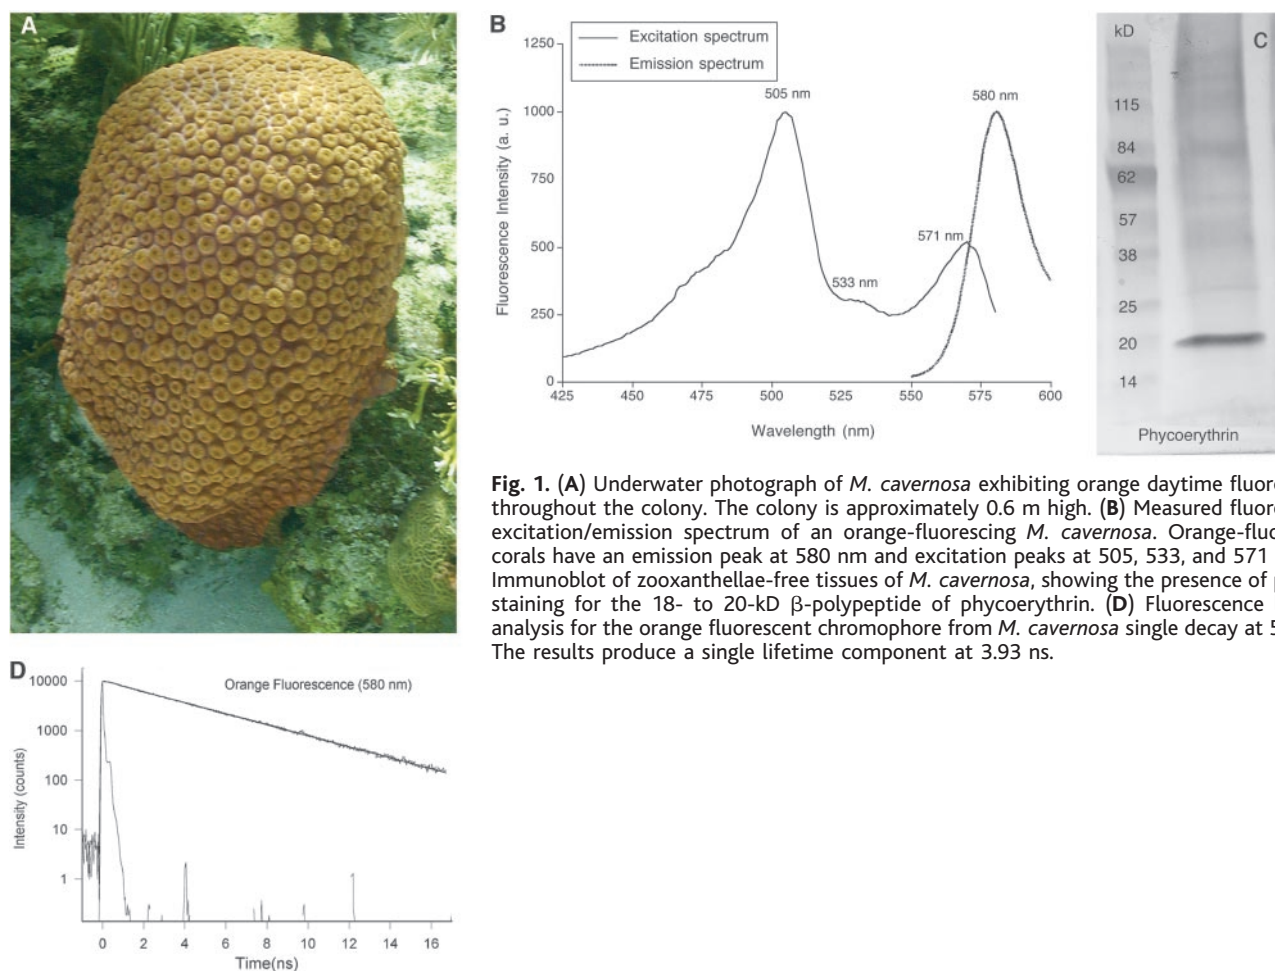 A
B
Excitation spectrum
Emission spectrum
1250
1000
750
500
250
0
Fluorescence Intensity (a. u.)
505 nm
533 nm
571 nm
580 nm
425
450
475
500
525
550
575
600
Wavelength (nm)
C
kD
115
84
62
57
38
25
20
14
Phycoerythrin
Fig. 1. (A) Underwater photograph of M. cavernosa exhibiting orange daytime fluore
throughout the colony. The colony is approximately 0.6 m high. (B) Measured fluore
excitation/emission spectrum of an orange-fluorescing M. cavernosa. Orange-fluo
corals have an emission peak at 580 nm and excitation peaks at 505, 533, and 571
Immunoblot of zooxanthellae-free tissues of M. cavernosa, showing the presence of
staining for the 18- to 20-kD β-polypeptide of phycoerythrin. (D) Fluorescence
analysis for the orange fluorescent chromophore from M. cavernosa single decay at 5
The results produce a single lifetime component at 3.93 ns.
D
Orange Fluorescence (580 nm)
10000
1000
100
10
1
Intensity (counts)
0
2
4
6
8
10
12
14
16
Time(ns)